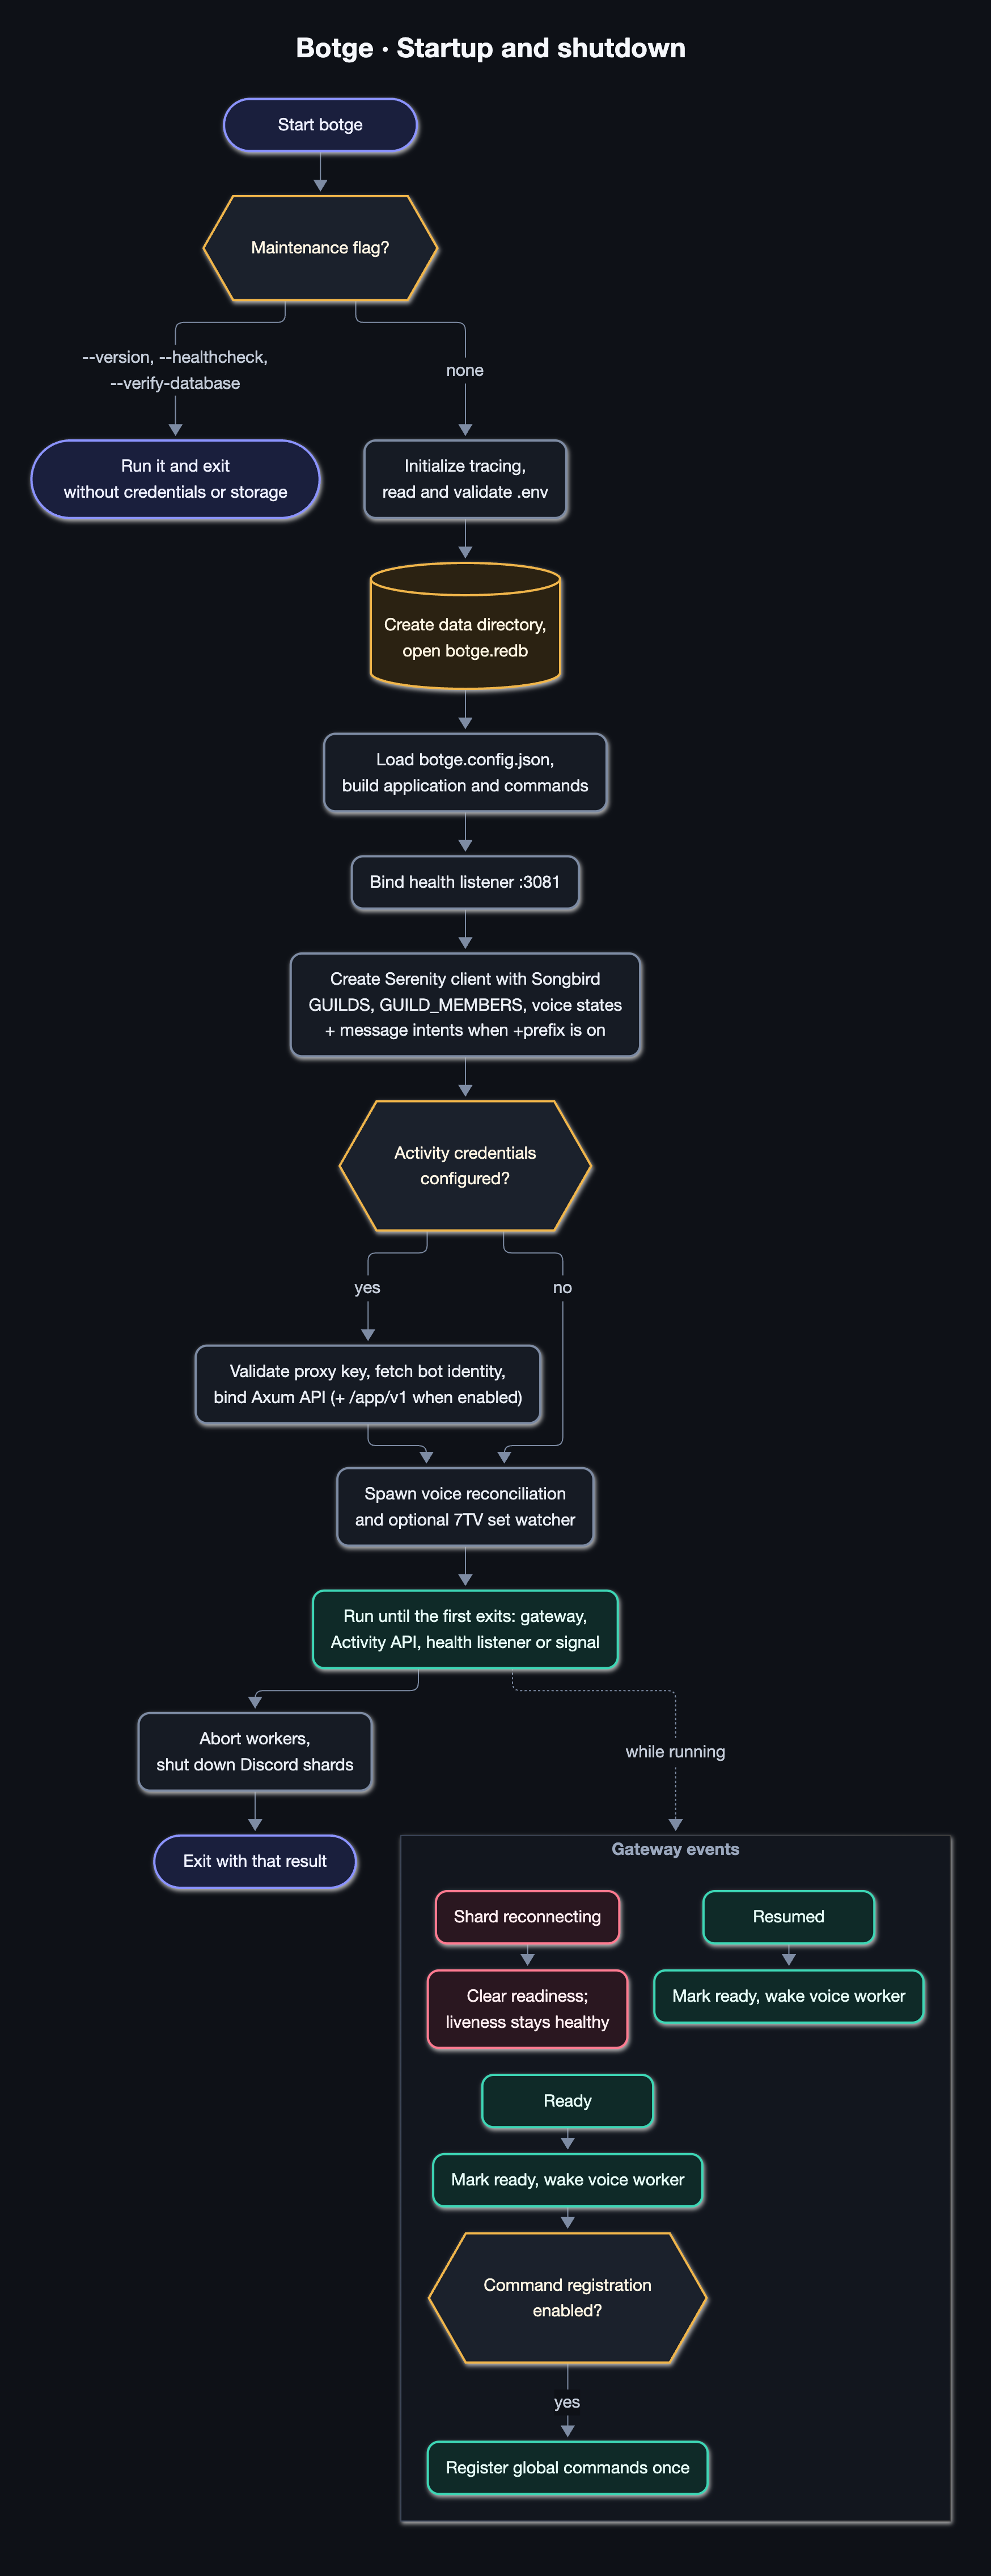 Botge · Startup and shutdown
Start botge
Maintenance flag?
--version, --healthcheck,
--verify-database
none
Run it and exit
without credentials or storage
Initialize tracing,
read and validate .env
Create data directory,
open botge.redb
Load botge.config.json,
build application and commands
Bind health listener :3081
Create Serenity client with Songbird
GUILDS, GUILD_MEMBERS, voice states
+ message intents when +prefix is on
Activity credentials
configured?
yes
no
Validate proxy key, fetch bot identity,
bind Axum API (+ /app/v1 when enabled)
Spawn voice reconciliation
and optional 7TV set watcher
Run until the first exits: gateway,
Activity API, health listener or signal
Abort workers,
shut down Discord shards
while running
Exit with that result
Gateway events
Shard reconnecting
Resumed
Clear readiness;
liveness stays healthy
Mark ready, wake voice worker
Ready
Mark ready, wake voice worker
Command registration
enabled?
yes
Register global commands once